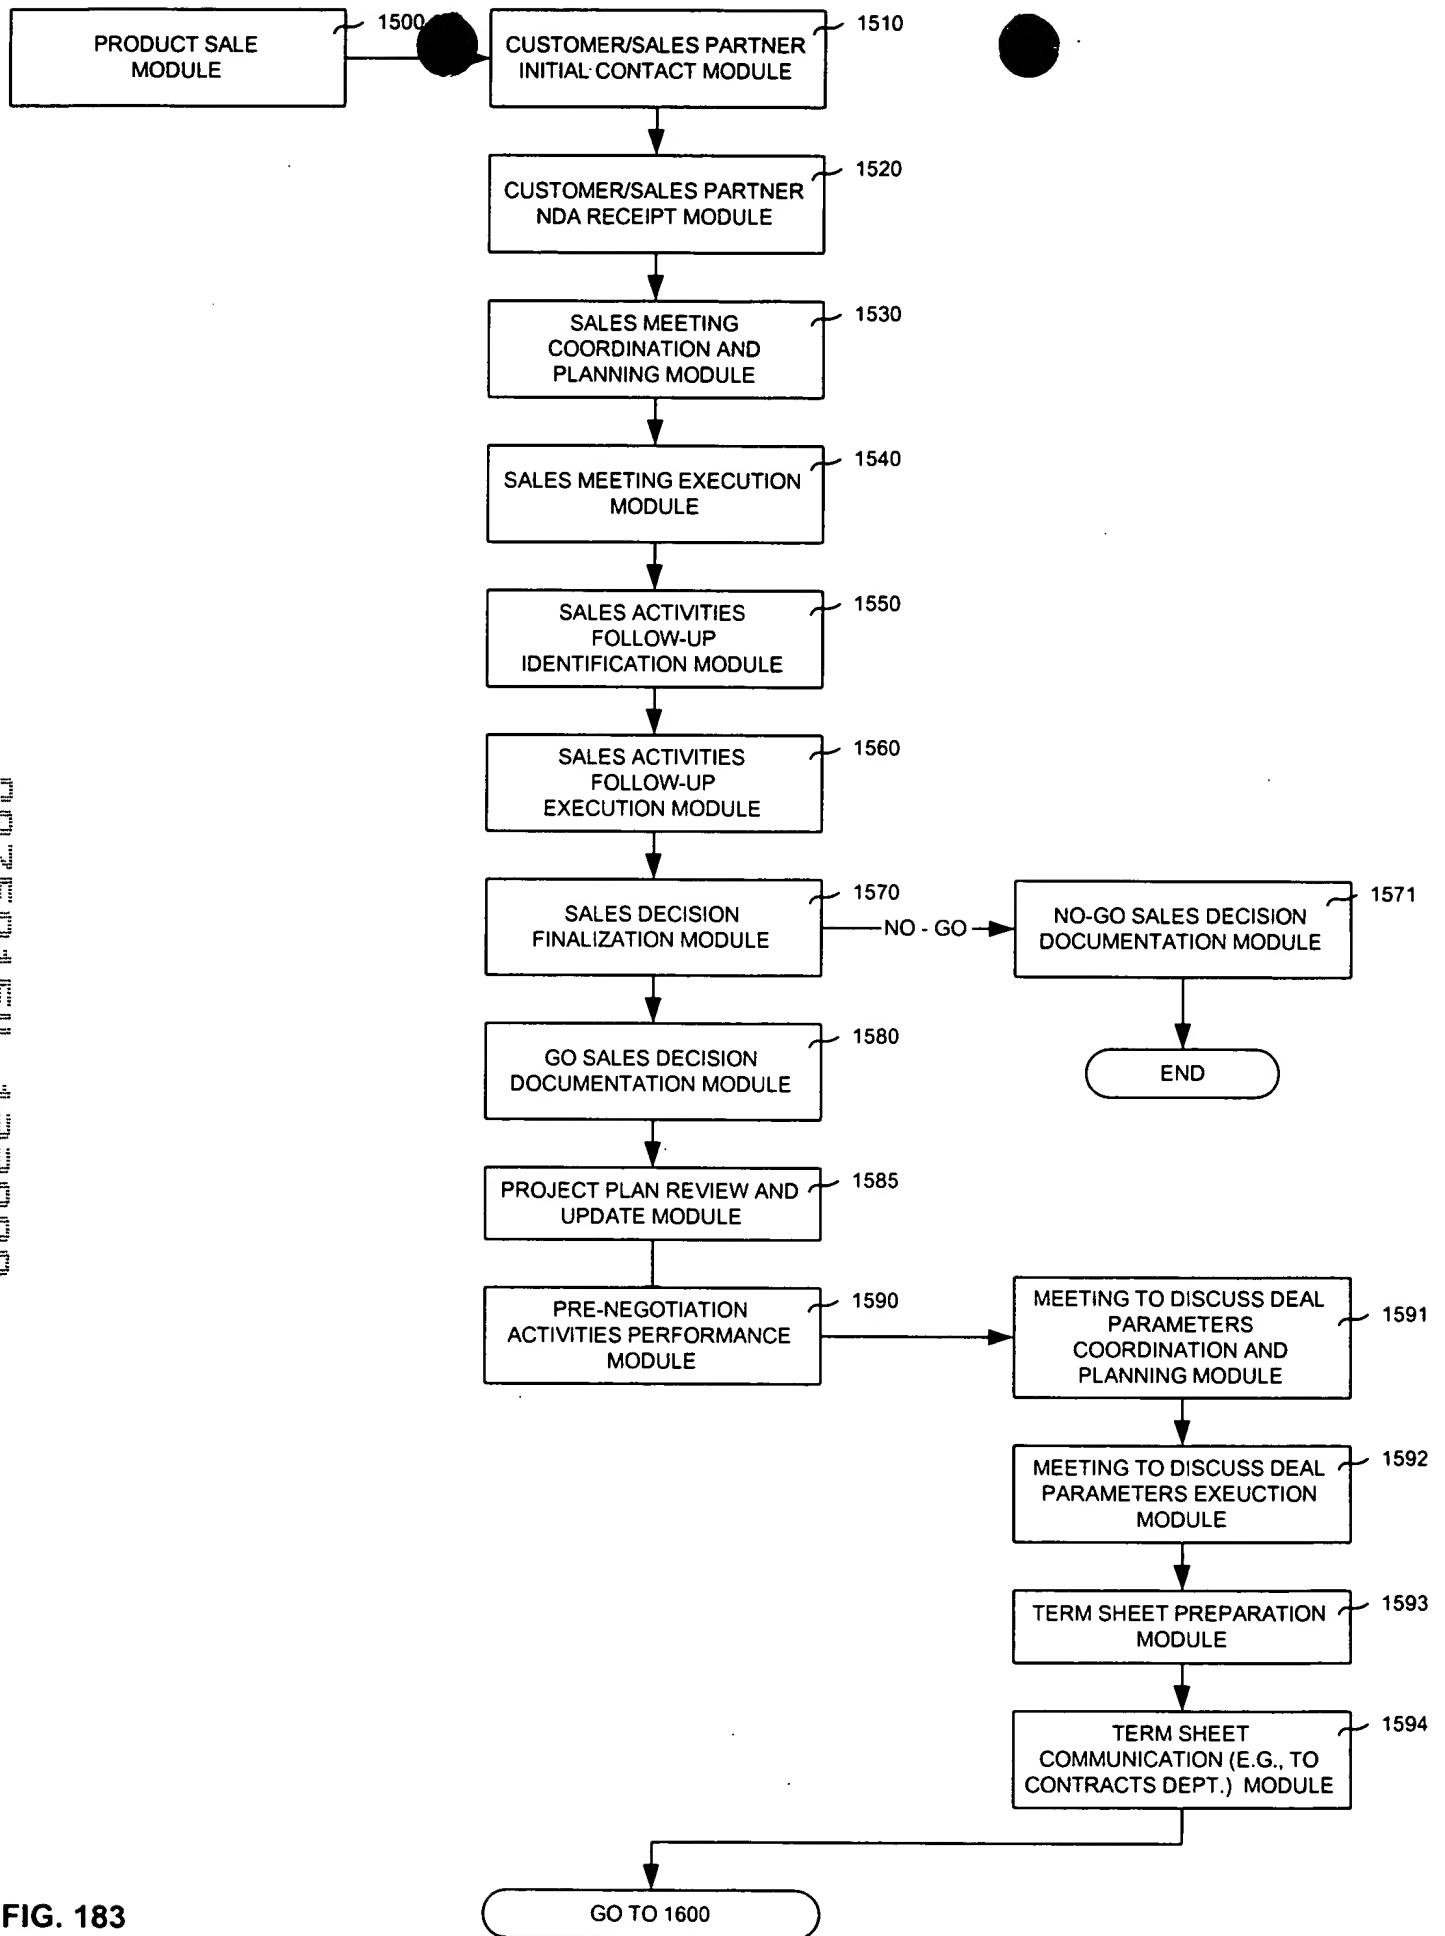 PRODUCT SALE
MODULE
1500
CUSTOMER/SALES PARTNER
INITIAL CONTACT MODULE
1510
CUSTOMER/SALES PARTNER
NDA RECEIPT MODULE
1520
SALES MEETING
COORDINATION AND
PLANNING MODULE
1530
SALES MEETING EXECUTION
MODULE
1540
SALES ACTIVITIES
FOLLOW-UP
IDENTIFICATION MODULE
1550
SALES ACTIVITIES
FOLLOW-UP
EXECUTION MODULE
1560
SALES DECISION
FINALIZATION MODULE
1570
NO - GO
NO-GO SALES DECISION
DOCUMENTATION MODULE
1571
END
GO SALES DECISION
DOCUMENTATION MODULE
1580
PROJECT PLAN REVIEW AND
UPDATE MODULE
1585
PRE-NEGOTIATION
ACTIVITIES PERFORMANCE
MODULE
1590
MEETING TO DISCUSS DEAL
PARAMETERS
COORDINATION AND
PLANNING MODULE
1591
MEETING TO DISCUSS DEAL
PARAMETERS EXEUCTION
MODULE
1592
TERM SHEET PREPARATION
MODULE
1593
TERM SHEET
COMMUNICATION (E.G., TO
CONTRACTS DEPT.) MODULE
1594
GO TO 1600
FIG. 183